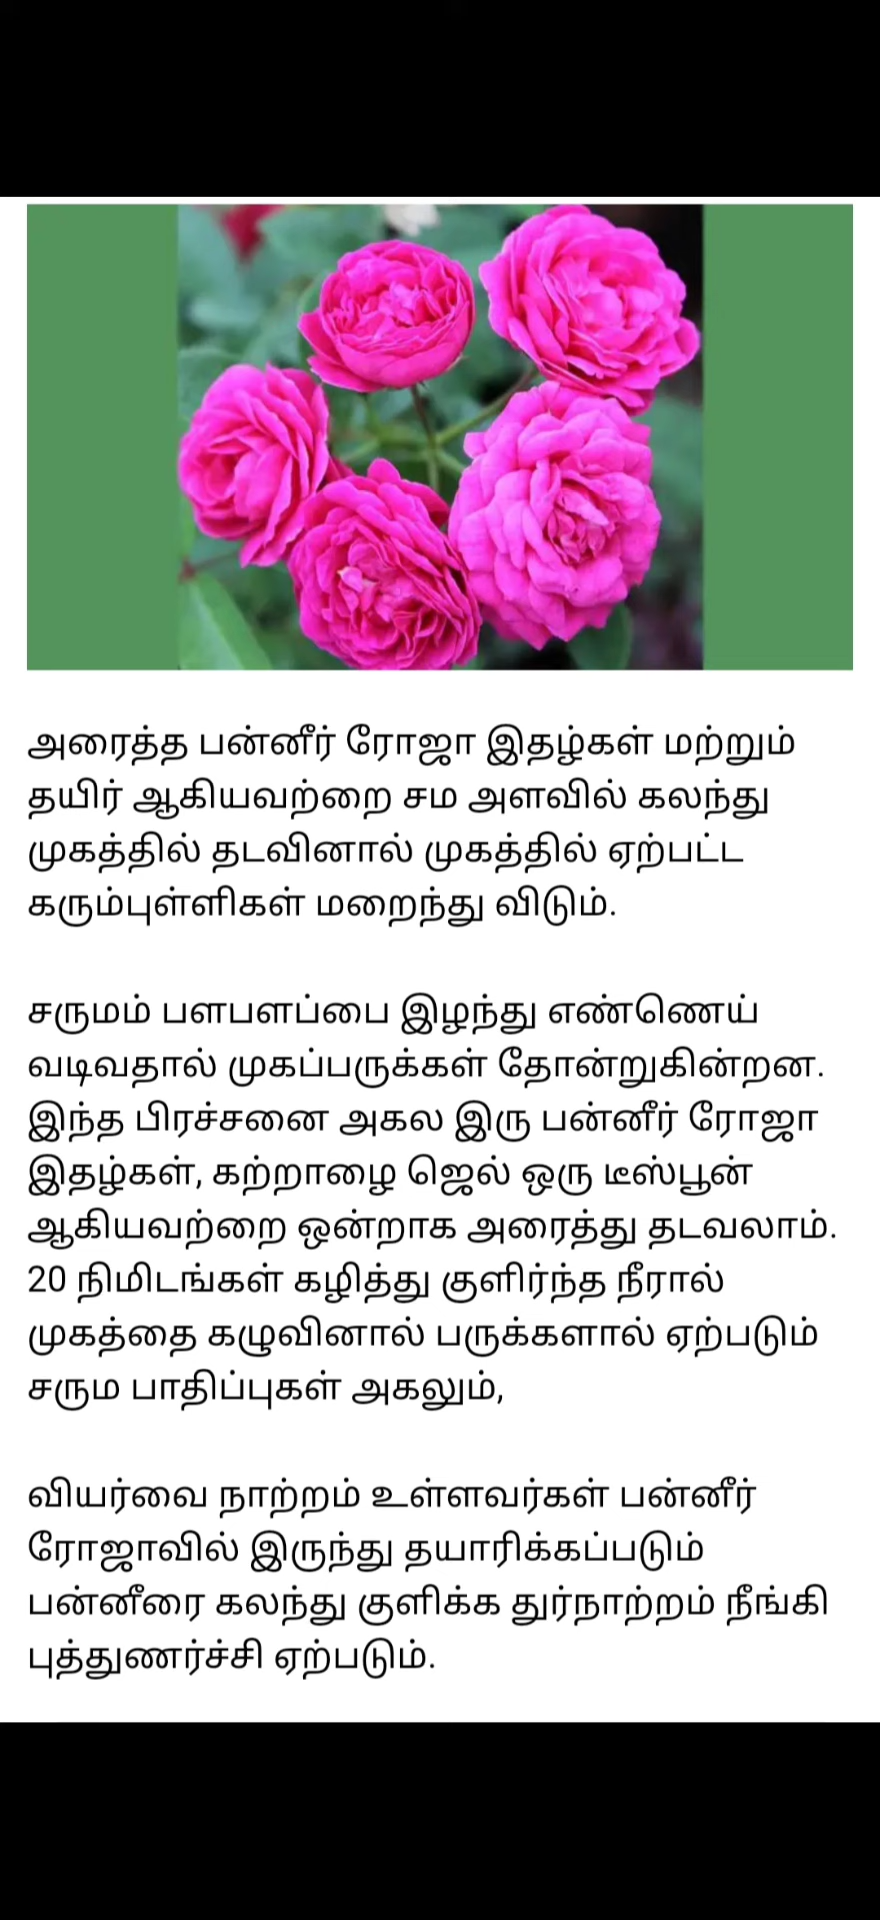 அரைத்த பன்னீர் ரோஜா இதழ்கள் மற்றும்
தயிர் ஆகியவற்றை சம அளவில் கலந்து
முகத்தில் தடவினால் முகத்தில் ஏற்பட்ட
கரும்புள்ளிகள் மறைந்து விடும்.
சருமம் பளபளப்பை இழந்து எண்ணெய்
வடிவதால் முகப்பருக்கள் தோன்றுகின்றன.
இந்த பிரச்சனை அகல இரு பன்னீர் ரோஜா
இதழ்கள், கற்றாழை ஜெல் ஒரு டீஸ்பூன்
ஆகியவற்றை ஒன்றாக அரைத்து தடவலாம்.
20 நிமிடங்கள் கழித்து குளிர்ந்த நீரால்
முகத்தை கழுவினால் பருக்களால் ஏற்படும்
சரும பாதிப்புகள் அகலும்,
வியர்வை நாற்றம் உள்ளவர்கள் பன்னீர்
ரோஜாவில் இருந்து தயாரிக்கப்படும்
பன்னீரை கலந்து குளிக்க துர்நாற்றம் நீங்கி
புத்துணர்ச்சி ஏற்படும்.